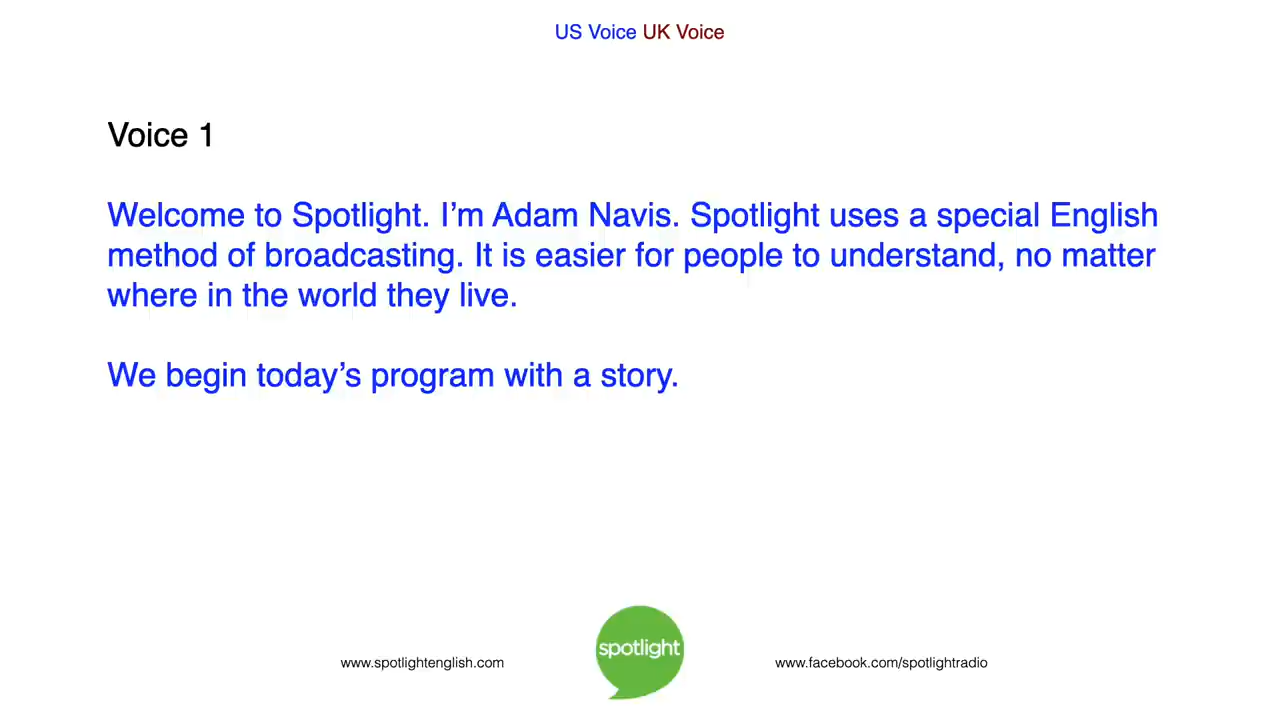 US Voice UK Voice
Voice 1
Welcome to Spotlight. I’m Adam Navis. Spotlight uses a special English
method of broadcasting. It is easier for people to understand, no matter
where in the world they live.
We begin today’s program with a story.
www.spotlightenglish.com
spotlight
www.facebook.com/spotlightradio